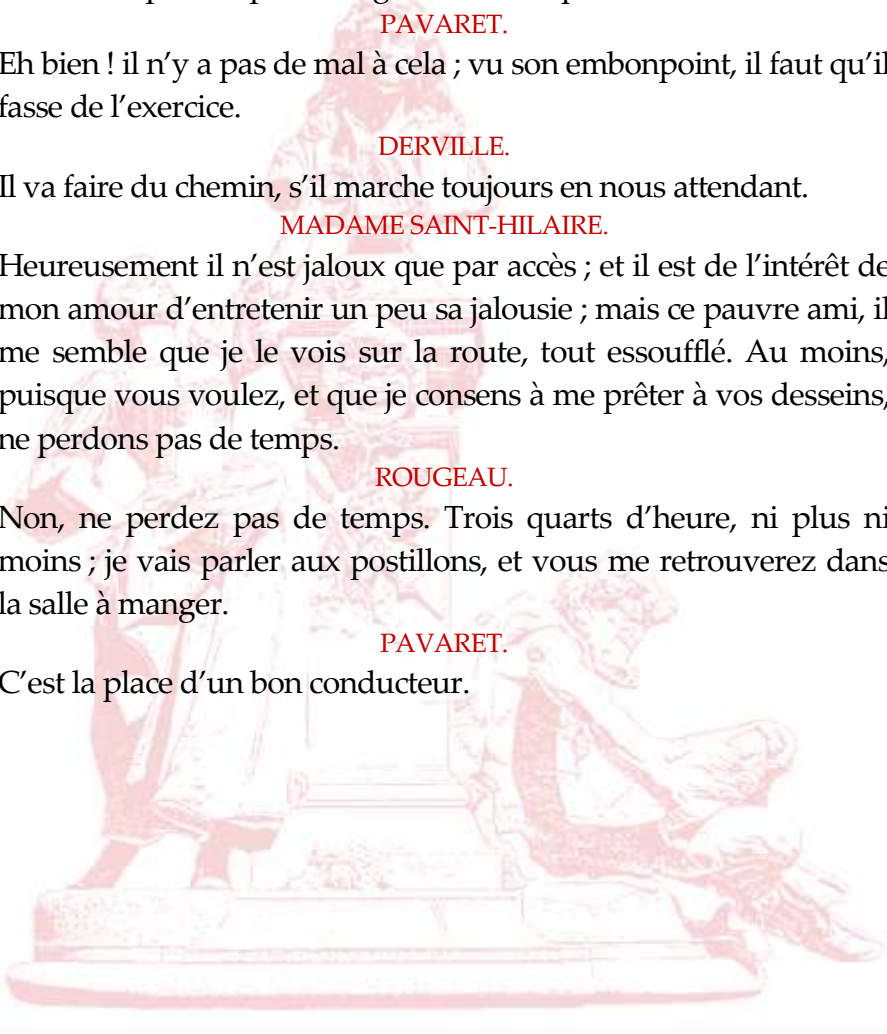 PAVARET.
Eh bien ! il n’y a pas de mal à cela ; vu son embonpoint, il faut qu’il
fasse de l’exercice.
DERVILLE.
Il va faire du chemin, s’il marche toujours en nous attendant.
MADAME SAINT-HILAIRE.
Heureusement il n’est jaloux que par accès ; et il est de l’intérêt de
mon amour d’entretenir un peu sa jalousie ; mais ce pauvre ami, il
me semble que je le vois sur la route, tout essoufflé. Au moins,
puisque vous voulez, et que je consens à me prêter à vos desseins,
ne perdons pas de temps.
ROUGEAU.
Non, ne perdez pas de temps. Trois quarts d’heure, ni plus ni
moins ; je vais parler aux postillons, et vous me retrouverez dans
la salle à manger.
PAVARET.
C’est la place d’un bon conducteur.